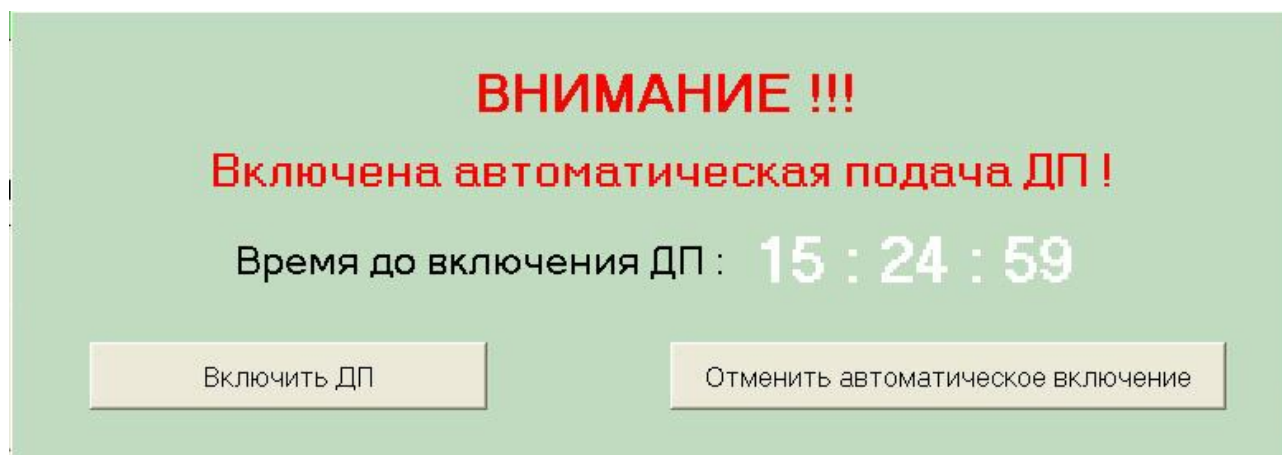 ВНИМАНИЕ !!!
Включена автоматическая подача ДП !
Время до включения ДП : 15 : 24 : 59
Включить ДП
Отменить автоматическое включение